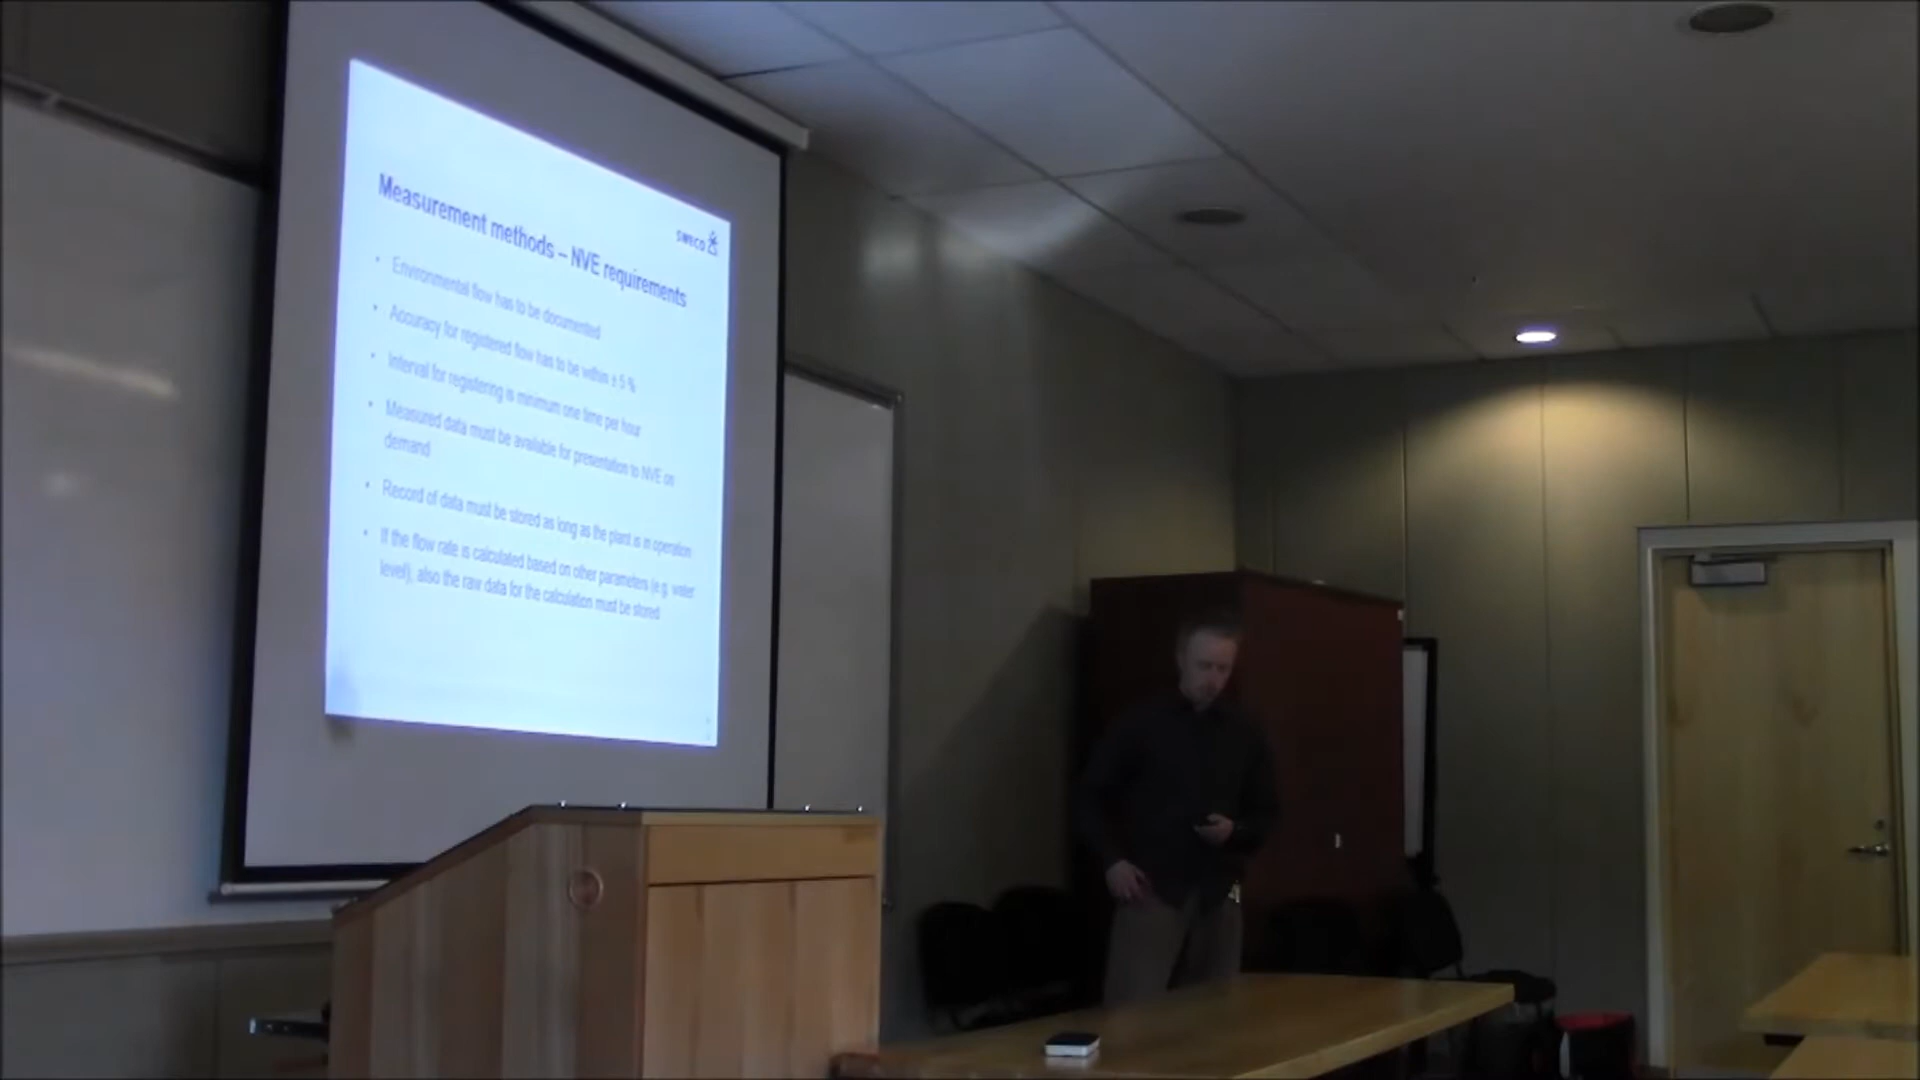 Measurement methods – NVE requirements
SWECO
• Environmental flow has to be documented
• Accuracy for registered flow has to be within ± 5 %
• Interval for registering is minimum one time per hour
• Measured data must be available for presentation to NVE on
demand
• Record of data must be stored as long as the plant is in operation
• If the flow rate is calculated based on other parameters (e.g. water
level), also the raw data for the calculation must be stored